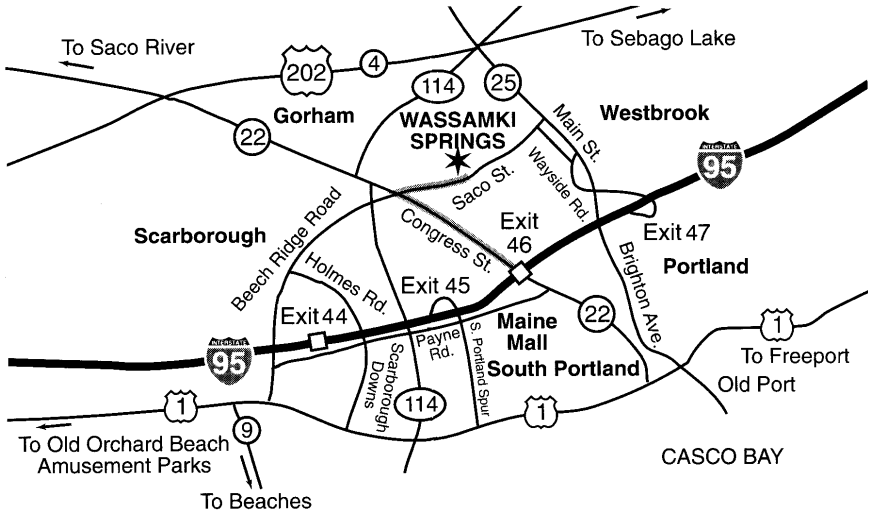 To Saco River
To Sebago Lake
202
4
114
25
Gorham
WASSAMKI
SPRINGS
Westbrook
22
Main St.
Wayside Rd.
INTERSTATE
95
Saco St.
Beech Ridge Road
Congress St.
Exit
46
Exit 47
Scarborough
Holmes Rd.
Exit 45
Brighton Ave.
Portland
Exit 44
Payne
Rd.
Maine
Mall
22
1
To Freeport
INTERSTATE
95
Scarborough
Downs
S. Portland Spur
South Portland
Old Port
1
114
1
9
To Old Orchard Beach
Amusement Parks
CASCO BAY
To Beaches